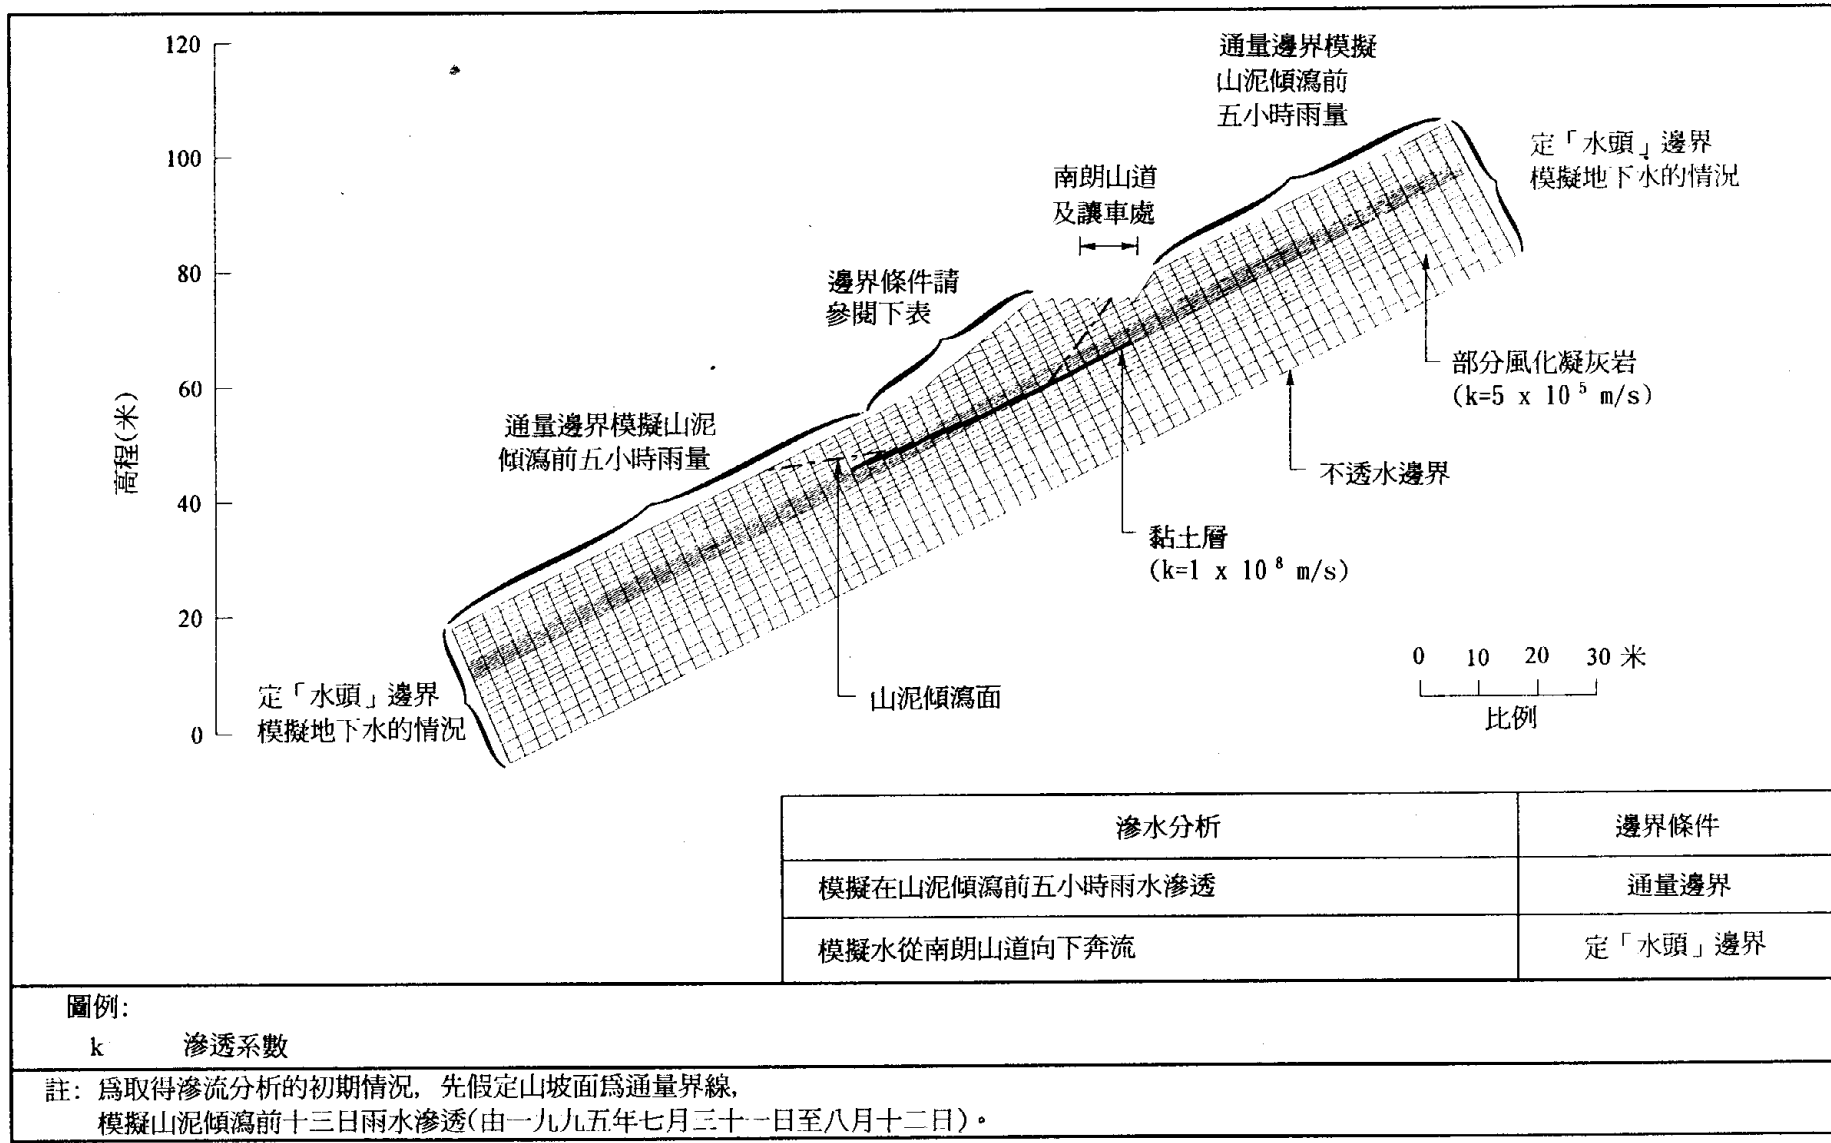 120
100
80
60
40
20
0
高程(米)
通量邊界模擬
山泥傾瀉前
五小時雨量
定「水頭」邊界
模擬地下水的情況
南朗山道
及讓車處
邊界條件請
參閱下表
部分風化凝灰岩
(k=5 x 10⁵ m/s)
通量邊界模擬山泥
傾瀉前五小時雨量
不透水邊界
黏土層
(k=1 x 10⁸ m/s)
定「水頭」邊界
模擬地下水的情況
山泥傾瀉面
0 10 20 30 米
比例
滲水分析 邊界條件
模擬在山泥傾瀉前五小時雨水滲透 通量邊界
模擬水從南朗山道向下奔流 定「水頭」邊界
圖例:
k 滲透系數
註: 爲取得滲流分析的初期情況, 先假定山坡面爲通量界線,
模擬山泥傾瀉前十三日雨水滲透(由一九九五年七月三十一日至八月十二日)。